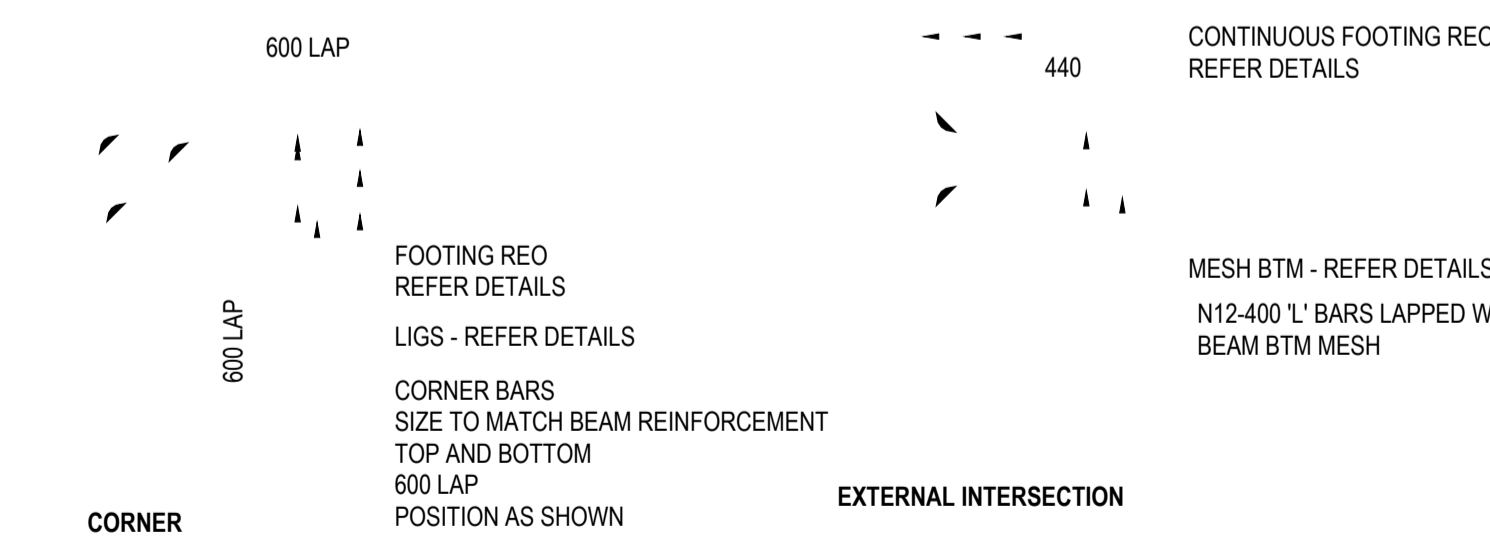 600 LAP
600 LAP
FOOTING REO
REFER DETAILS
LIGS - REFER DETAILS
CORNER BARS
SIZE TO MATCH BEAM REINFORCEMENT
TOP AND BOTTOM
600 LAP
POSITION AS SHOWN
CORNER
440
CONTINUOUS FOOTING REO
REFER DETAILS
MESH BTM - REFER DETAILS
N12-400 'L' BARS LAPPED
BEAM BTM MESH
EXTERNAL INTERSECTION